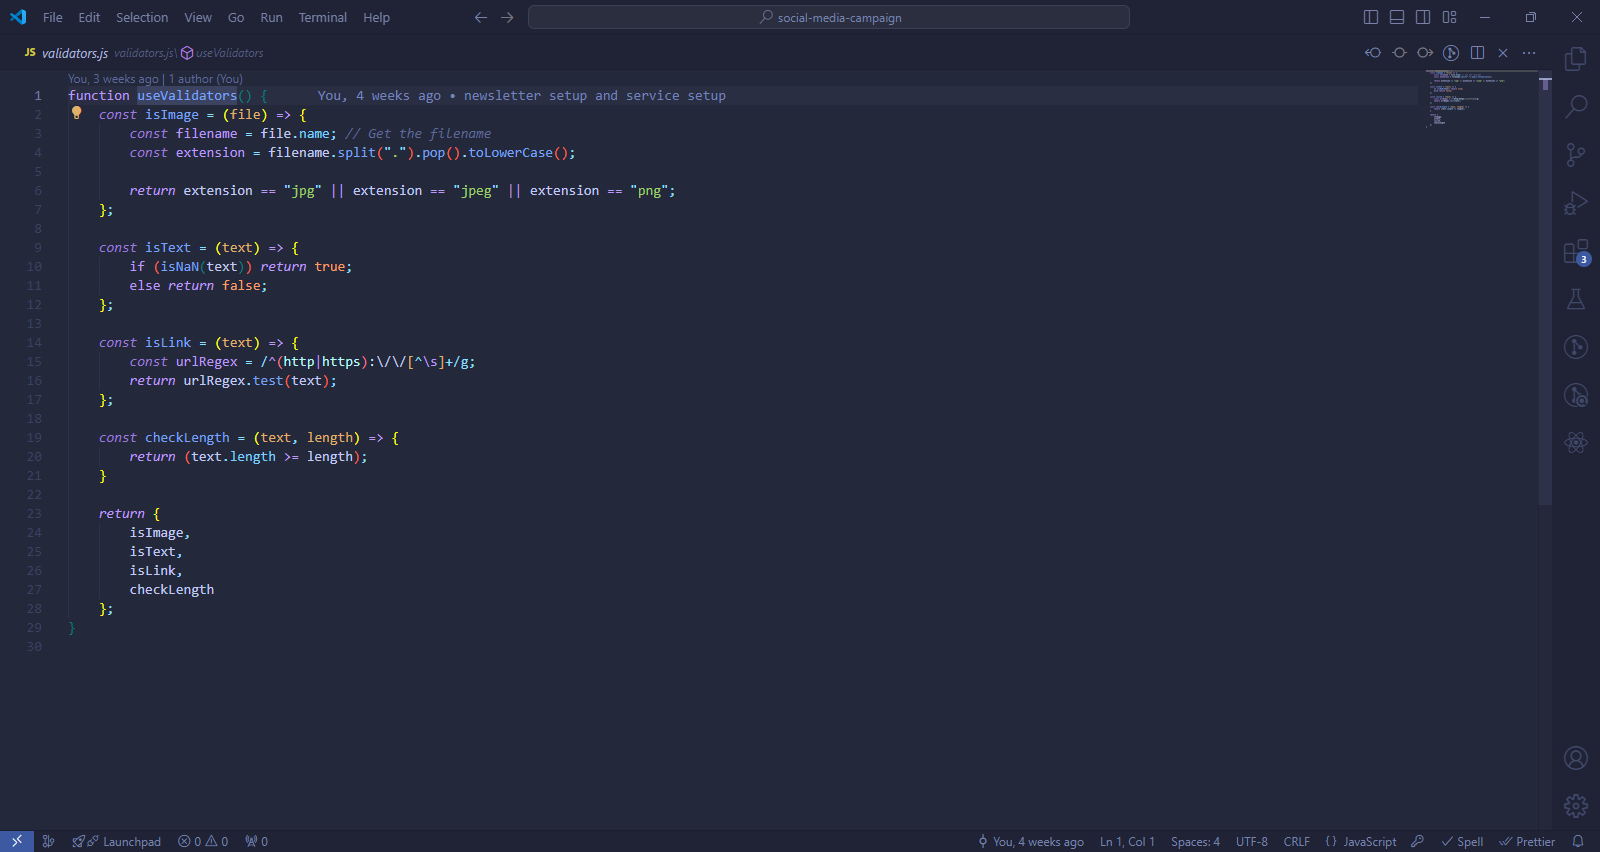 File Edit Selection View Go Run Terminal Help
social-media-campaign
JS validators.js validators.js\ useValidators
You, 3 weeks ago | 1 author (You)
1 function useValidators() { You, 4 weeks ago • newsletter setup and service setup
2 const isImage = (file) => {
3 const filename = file.name; // Get the filename
4 const extension = filename.split(".").pop().toLowerCase();
5
6 return extension == "jpg" || extension == "jpeg" || extension == "png";
7 };
8
9 const isText = (text) => {
10 if (isNaN(text)) return true;
11 else return false;
12 };
13
14 const isLink = (text) => {
15 const urlRegex = /^(http|https):\/\/[^\s]+/g;
16 return urlRegex.test(text);
17 };
18
19 const checkLength = (text, length) => {
20 return (text.length >= length);
21 }
22
23 return {
24 isImage,
25 isText,
26 isLink,
27 checkLength
28 };
29 }
30
3
Launchpad 0 0 0 You, 4 weeks ago Ln 1, Col 1 Spaces: 4 UTF-8 CRLF {} JavaScript Spell Prettier